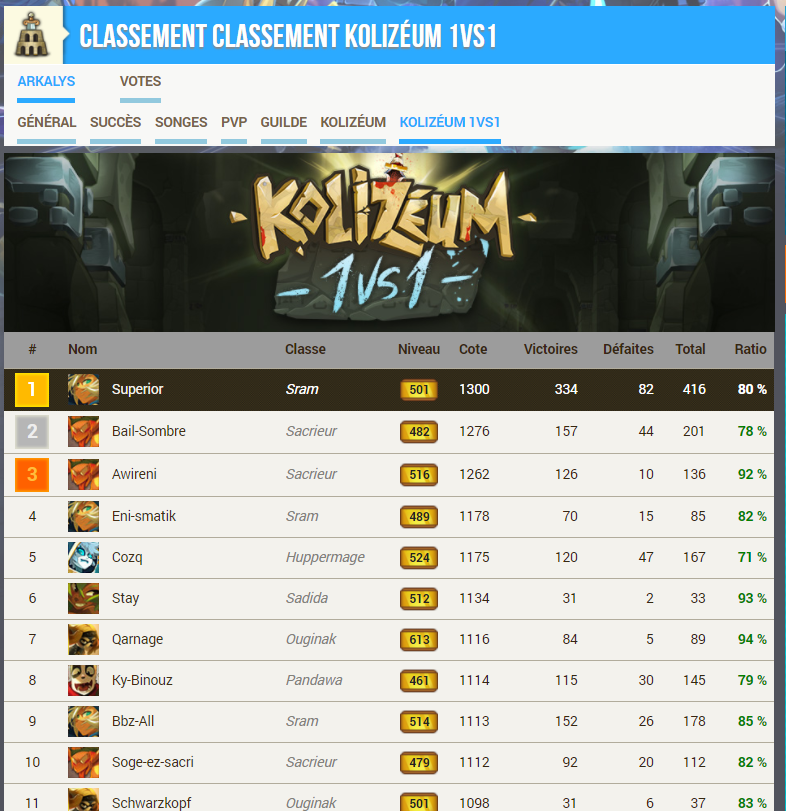 CLASSEMENT CLASSEMENT KOLIZÉUM 1VS1
ARKALYS VOTES
GÉNÉRAL SUCCÈS SONGES PVP GUILDE KOLIZÉUM KOLIZÉUM 1VS1
KOLIZÉUM
- 1VS1 -
# Nom Classe Niveau Cote Victoires Défaites Total Ratio
1 Superior Sram 501 1300 334 82 416 80 %
2 Bail-Sombre Sacrieur 482 1276 157 44 201 78 %
3 Awireni Sacrieur 516 1262 126 10 136 92 %
4 Eni-smatik Sram 489 1178 70 15 85 82 %
5 Cozq Huppermage 524 1175 120 47 167 71 %
6 Stay Sadida 512 1134 31 2 33 93 %
7 Qarnage Ouginak 613 1116 84 5 89 94 %
8 Ky-Binouz Pandawa 461 1114 115 30 145 79 %
9 Bbz-All Sram 514 1113 152 26 178 85 %
10 Soge-ez-sacri Sacrieur 479 1112 92 20 112 82 %
11 Schwarzkopf Ouginak 501 1098 31 6 37 83 %